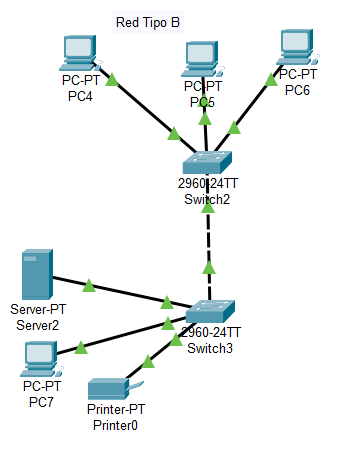 Red Tipo B
PC-PT
PC4
PC-PT
PC5
PC-PT
PC6
2960-24TT
Switch2
Server-PT
Server2
2960-24TT
Switch3
PC-PT
PC7
Printer-PT
Printer0